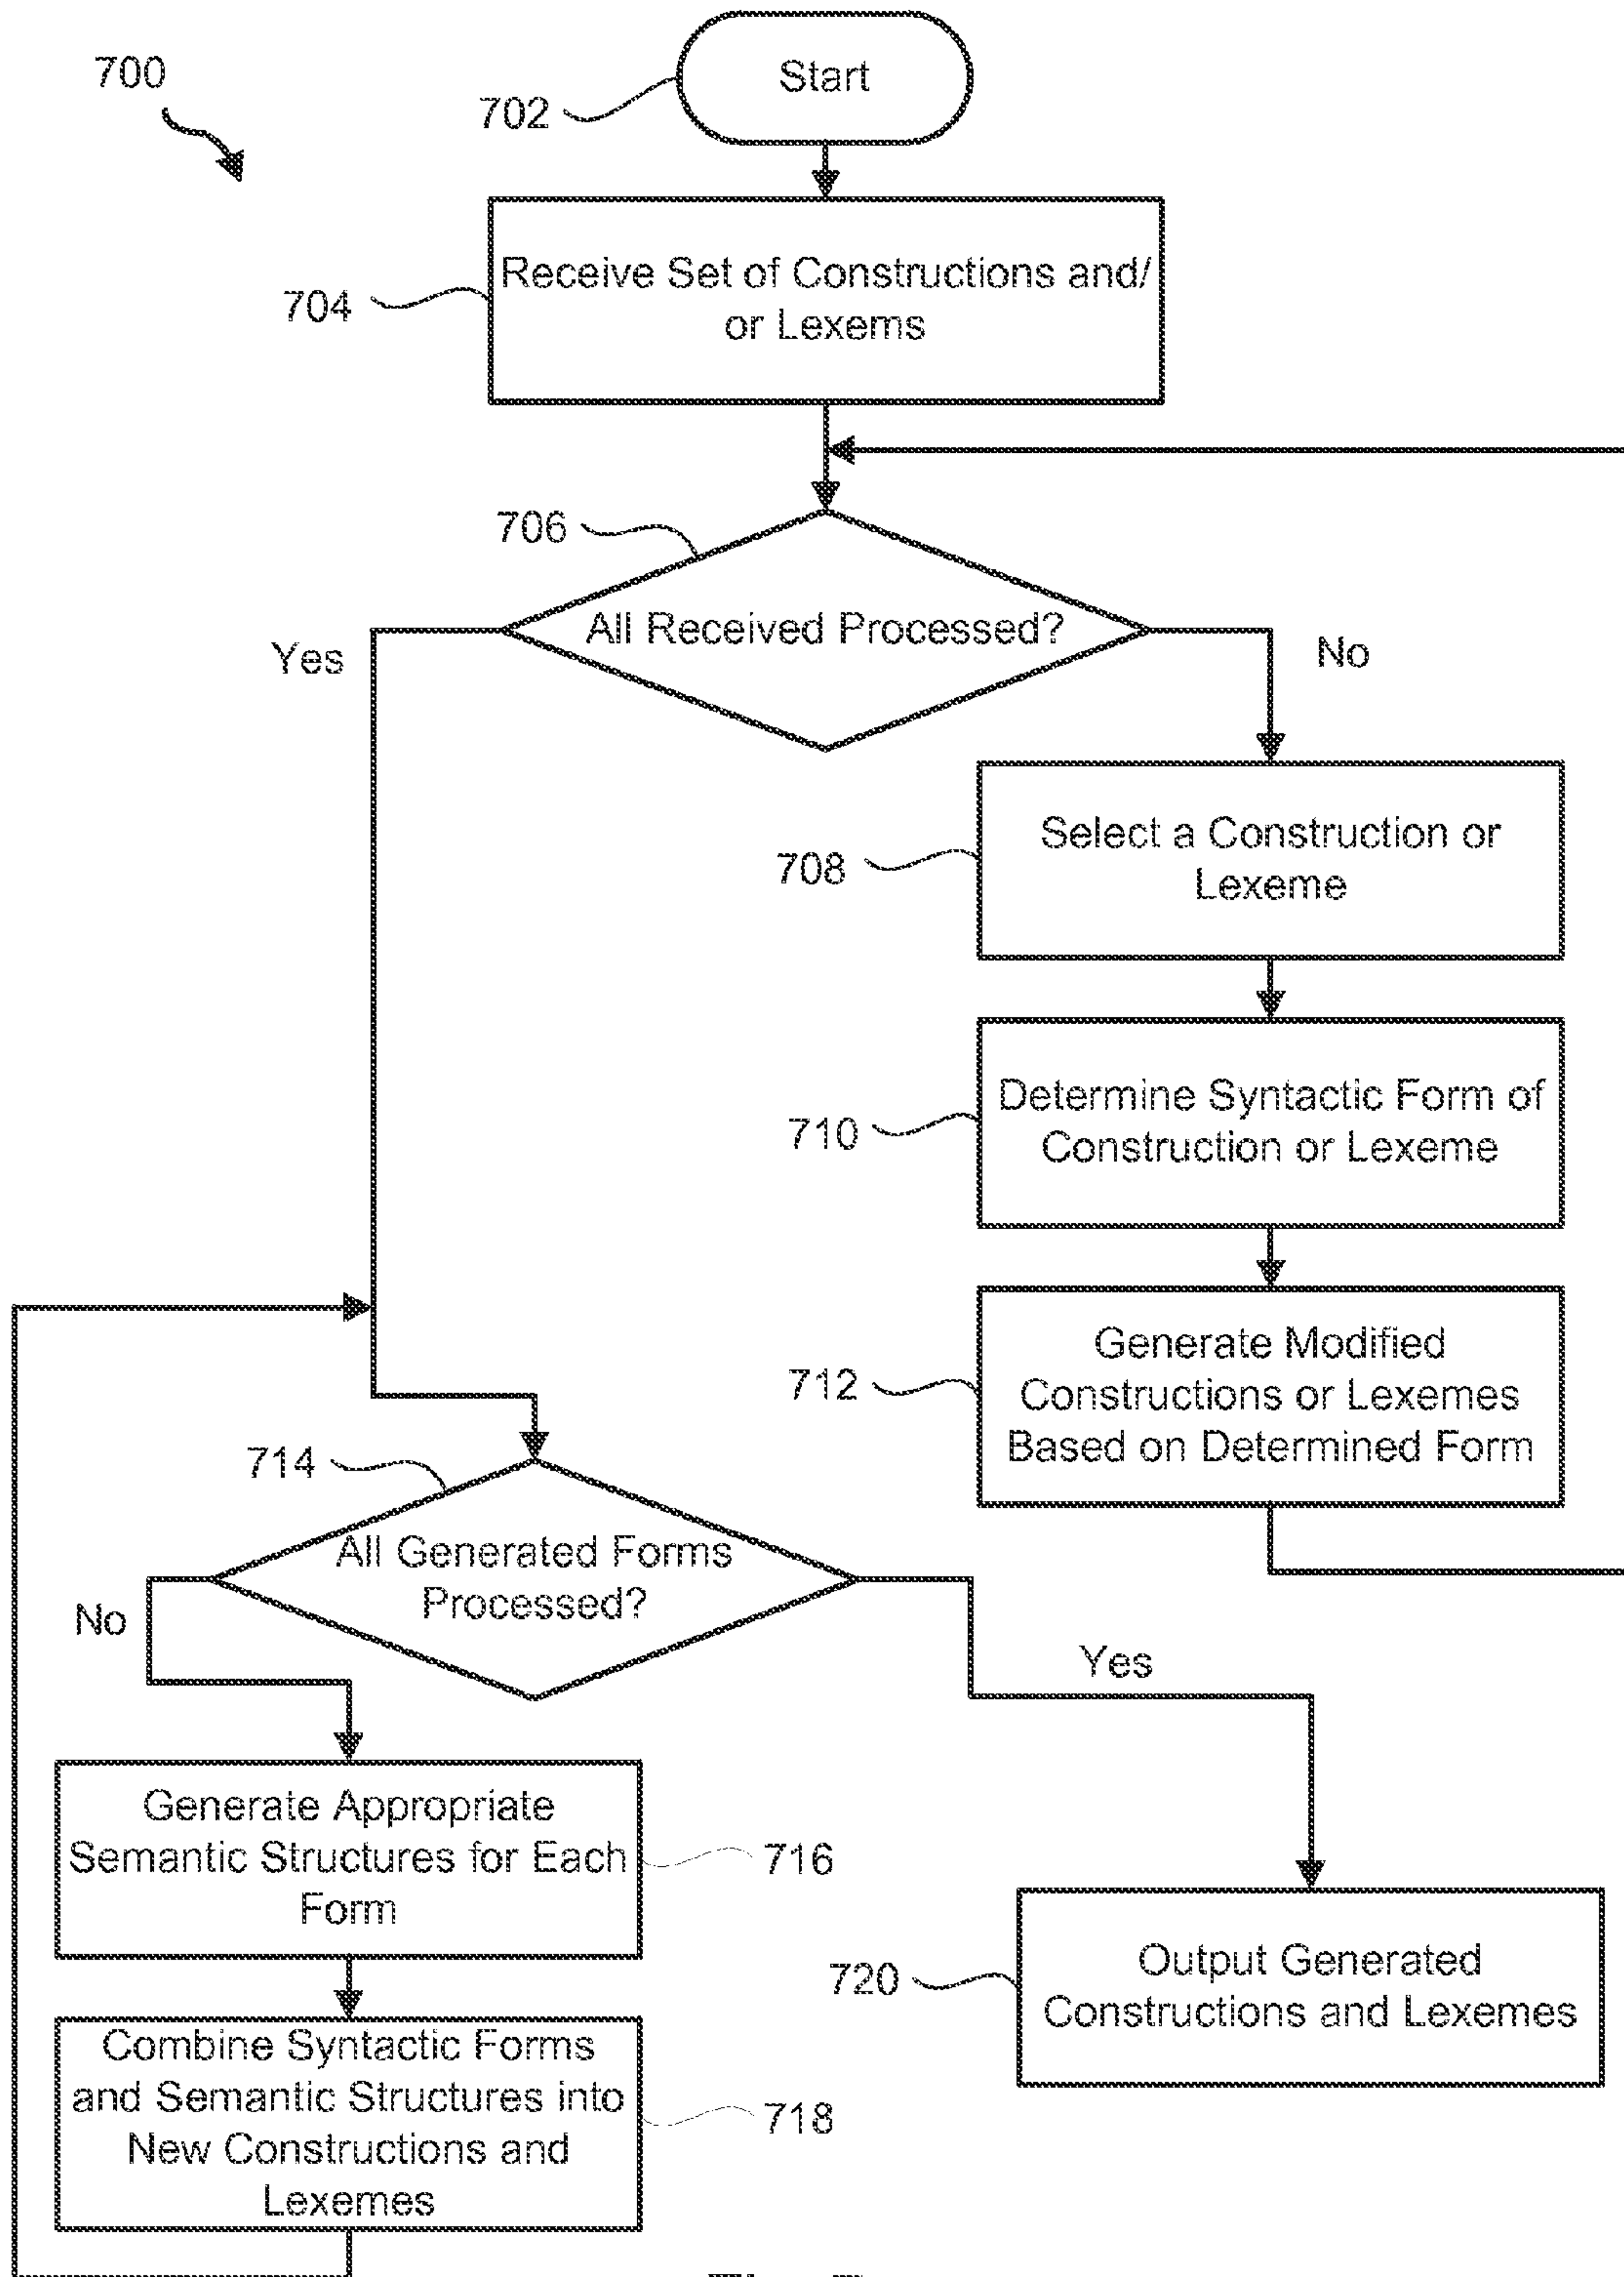 700
Start
702
Receive Set of Constructions and/
or Lexems
704
706
All Received Processed?
Yes
No
Select a Construction or
Lexeme
708
Determine Syntactic Form of
Construction or Lexeme
710
Generate Modified
Constructions or Lexemes
Based on Determined Form
712
714
All Generated Forms
Processed?
No
Yes
Generate Appropriate
Semantic Structures for Each
Form
716
Output Generated
Constructions and Lexemes
720
Combine Syntactic Forms
and Semantic Structures into
New Constructions and
Lexemes
718